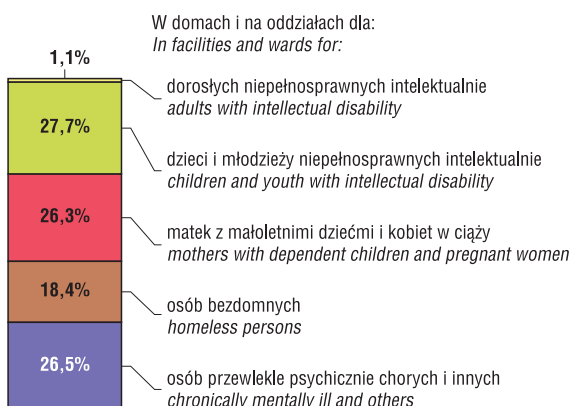 W domach i na oddziałach dla:
In facilities and wards for:
1,1%
dorosłych niepełnosprawnych intelektualnie
adults with intellectual disability
27,7%
dzieci i młodzieży niepełnosprawnych intelektualnie
children and youth with intellectual disability
26,3%
matek z małoletnimi dziećmi i kobiet w ciąży
mothers with dependent children and pregnant women
18,4%
osób bezdomnych
homeless persons
26,5%
osób przewlekle psychicznie chorych i innych
chronically mentally ill and others